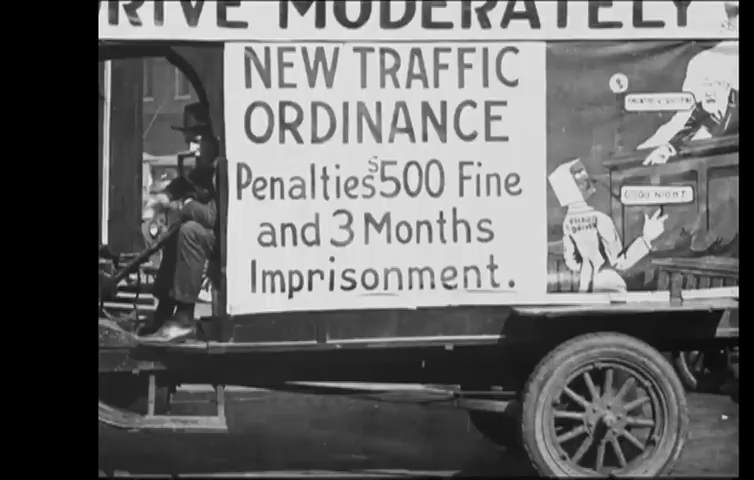 RIVE MODERATELY
NEW TRAFFIC
ORDINANCE
Penalties $500 Fine
and 3 Months
Imprisonment.
GOOD NIGHT